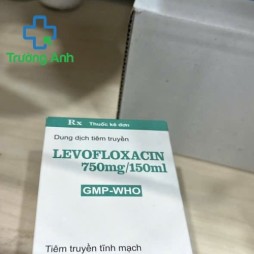 Trường Anh
Rx Thuốc kê đơn
Dung dịch tiêm truyền
LEVOFLOXACIN
750mg/150ml
GMP-WHO
Tiêm truyền tĩnh mạch